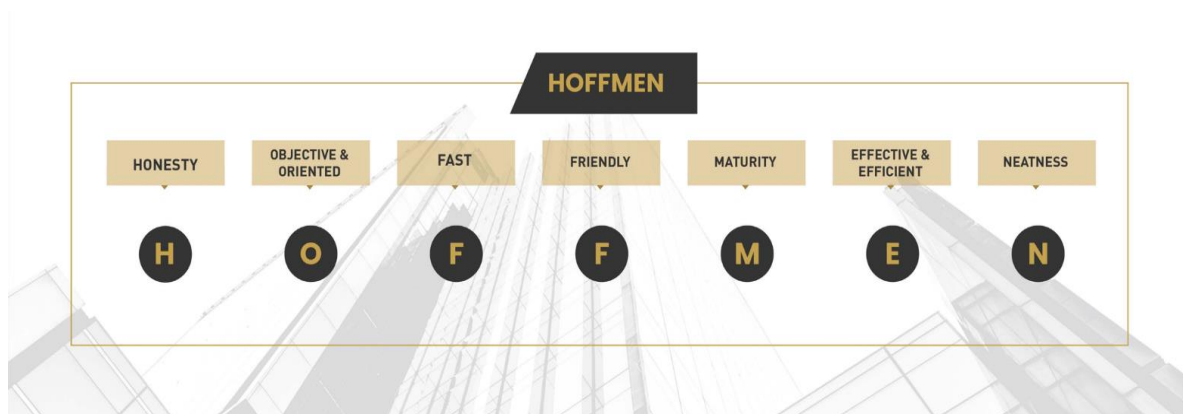 HOFFMEN
HONESTY
OBJECTIVE &
ORIENTED
FAST
FRIENDLY
MATURITY
EFFECTIVE &
EFFICIENT
NEATNESS
H
O
F
F
M
E
N